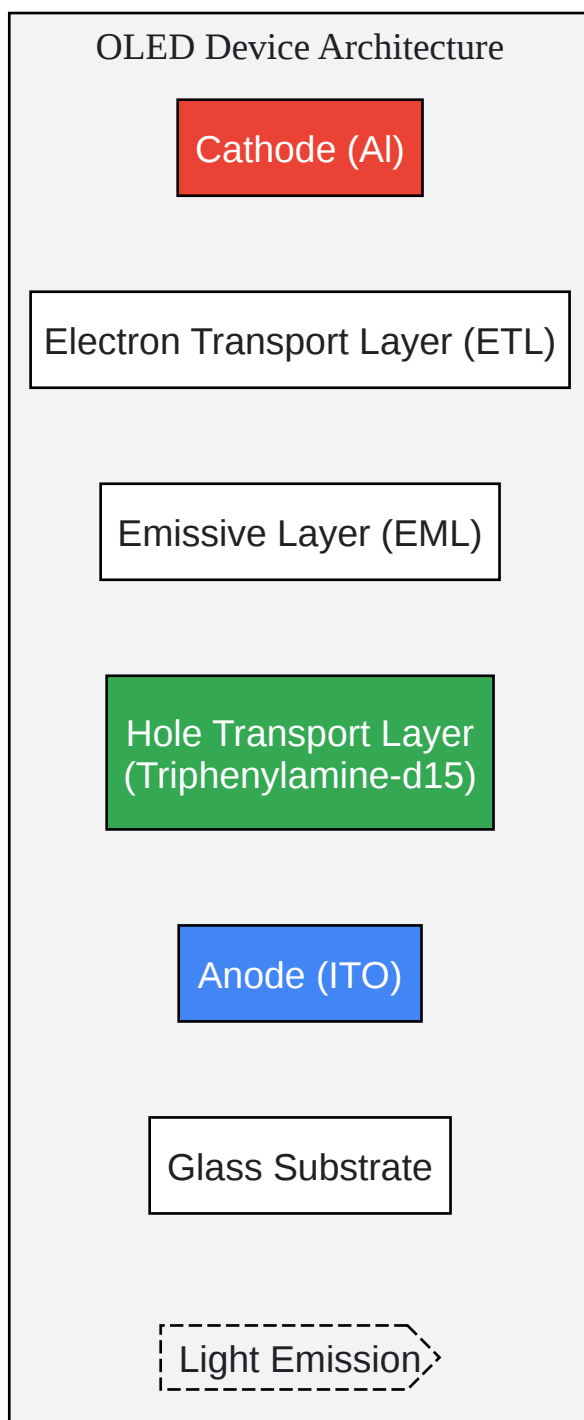 OLED Device Architecture
Cathode (Al)
Electron Transport Layer (ETL)
Emissive Layer (EML)
Hole Transport Layer
(Triphenylamine-d15)
Anode (ITO)
Glass Substrate
Light Emission